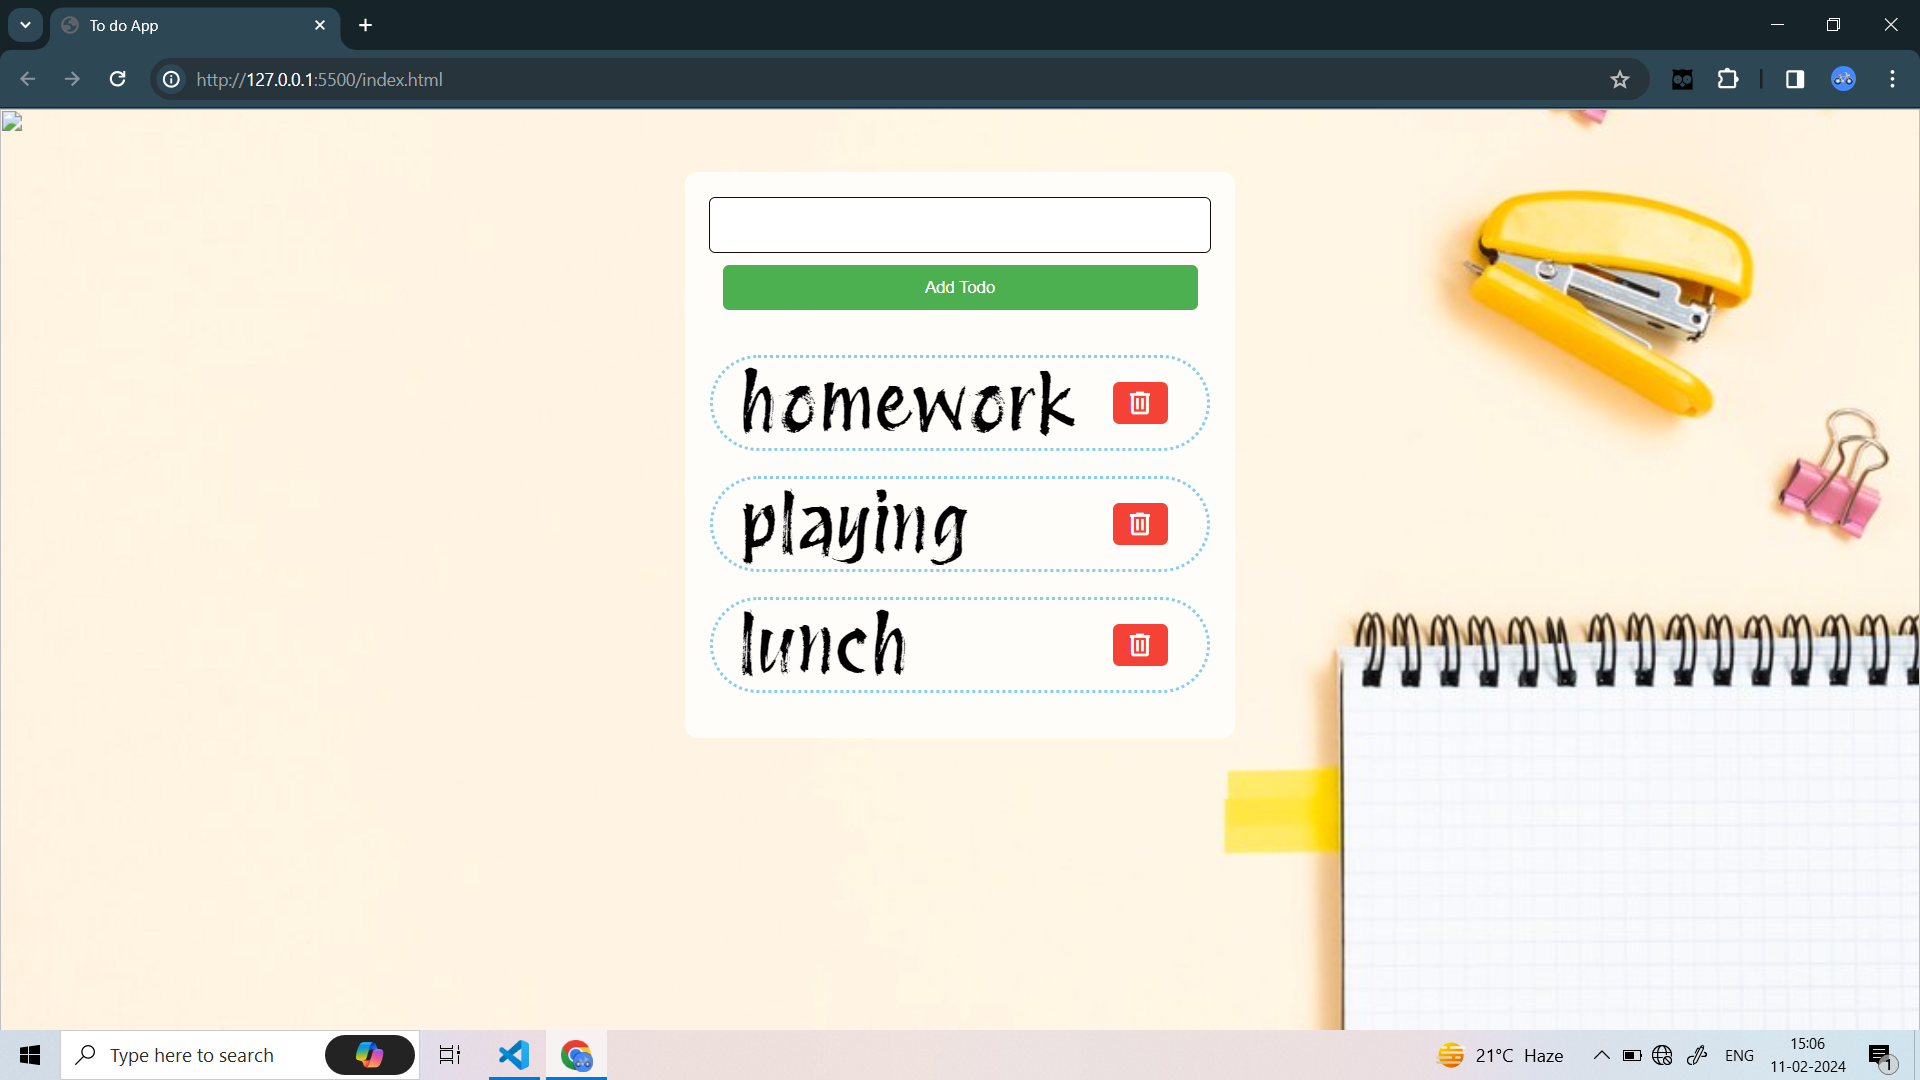 To do App
http://127.0.0.1:5500/index.html
Add Todo
homework
playing
lunch
Type here to search
21°C Haze
ENG
15:06
11-02-2024
1